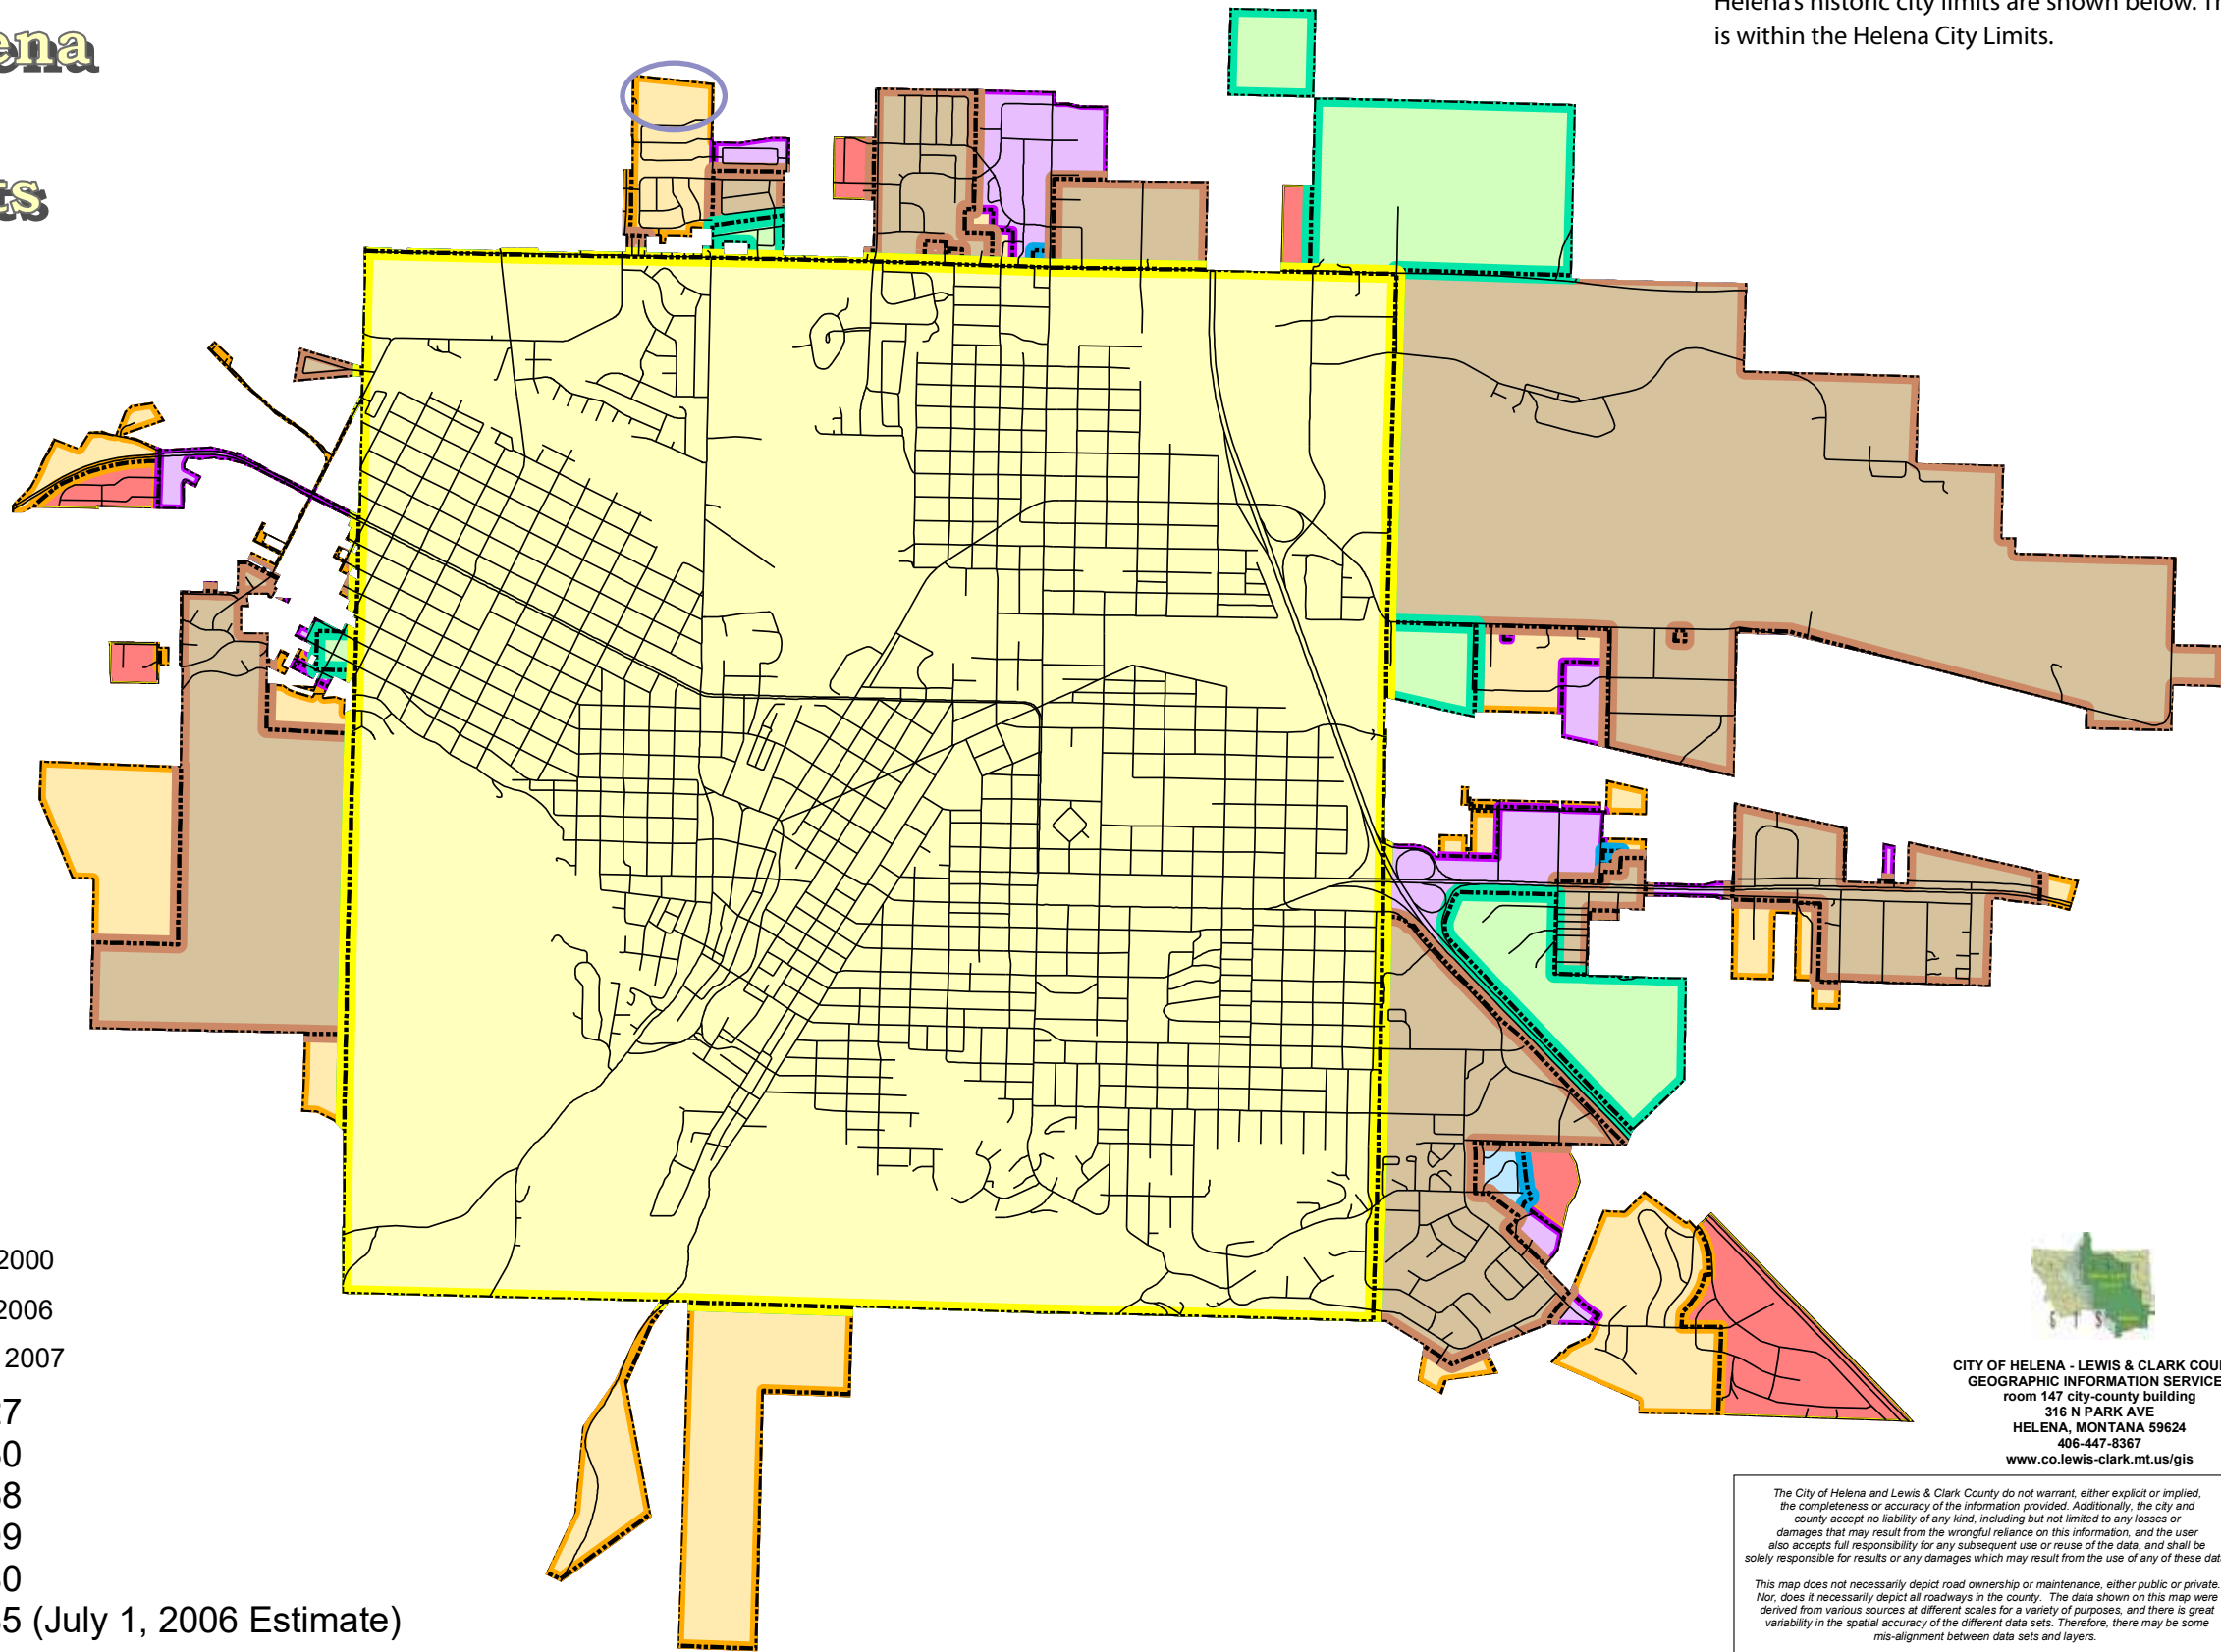 Helena's historic city limits are shown below. Th
is within the Helena City Limits.
ena
ts
2000
2006
2007
27
60
GIS
CITY OF HELENA - LEWIS & CLARK COU
GEOGRAPHIC INFORMATION SERVICE
room 147 city-county building
316 N PARK AVE
HELENA, MONTANA 59624
406-447-8367
www.co.lewis-clark.mt.us/gis
5 (July 1, 2006 Estimate)
The City of Helena and Lewis & Clark County do not warrant, either explicit or implied,
the completeness or accuracy of the information provided. Additionally, the city and
county accept no liability of any kind, including but not limited to any losses or
damages that may result from the wrongful reliance on this information, and the user
also accepts full responsibility for any subsequent use or reuse of the data, and shall be
solely responsible for results or any damages which may result from the use of any of these dat
This map does not necessarily depict road ownership or maintenance, either public or private.
Nor, does it necessarily depict all roadways in the county. The data shown on this map were
derived from various sources at different scales for a variety of purposes, and there is great
variability in the spatial accuracy of the different data sets. Therefore, there may be some
mis-alignment between data sets and layers.